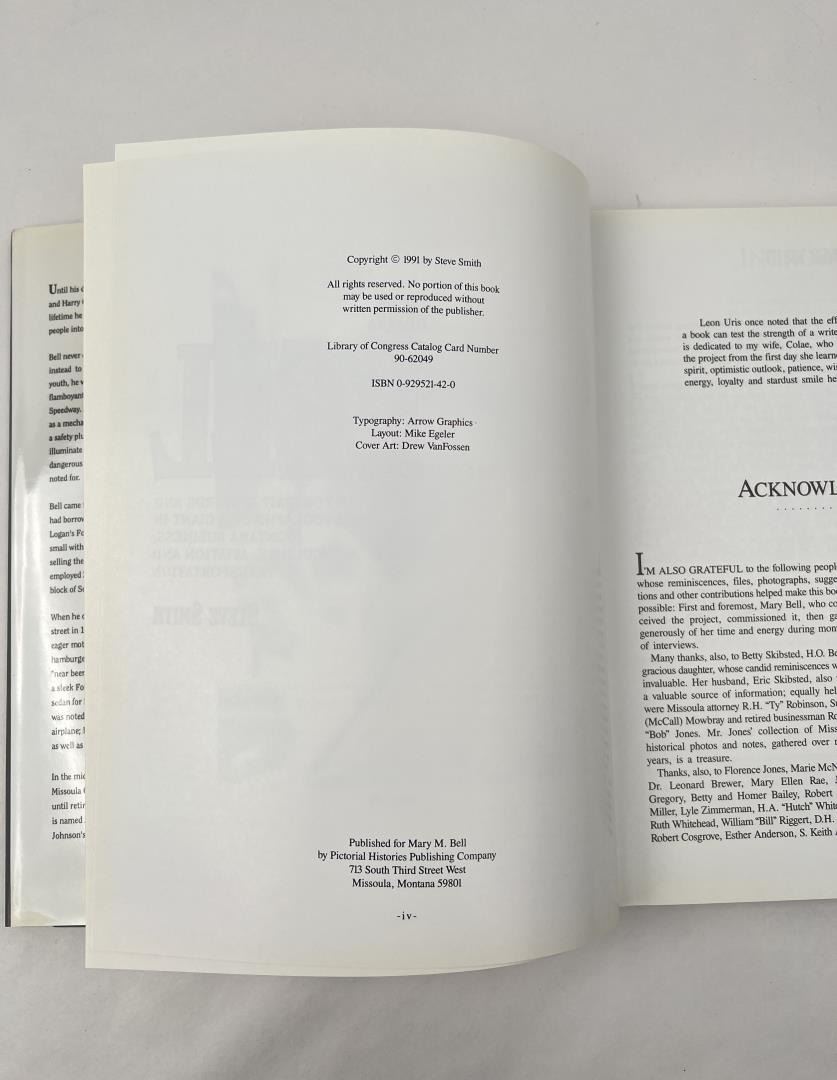 Until his
and Harry
lifetime he
people into
Bell never
instead to
youth, he
flamboyant
Speedway.
as a
a safety
illuminate
dangerous
noted for.
Bell came
had
Logan's
small with
selling the
employed
block of
When he
street in
eager
hamburge
"near beer
a sleek
sedan for
was noted
airplane;
as well as
In the
Missoula
until
is named
Johnson's
Copyright © 1991 by Steve Smith
All rights reserved. No portion of this book
may be used or reproduced without
written permission of the publisher.
Library of Congress Catalog Card Number
90-62049
ISBN 0-929521-42-0
Typography: Arrow Graphics
Layout: Mike Egeler
Cover Art: Drew VanFossen
Published for Mary M. Bell
by Pictorial Histories Publishing Company
713 South Third Street West
Missoula, Montana 59801
-iv-
Leon Uris once noted that the eff
a book can test the strength of a write
is dedicated to my wife, Colae, who
the project from the first day she learn
spirit, optimistic outlook, patience, wi
energy, loyalty and stardust smile he
ACKNOWL
I'M ALSO GRATEFUL to the following people
whose reminiscences, files, photographs, sugge
tions and other contributions helped make this bo
possible: First and foremost, Mary Bell, who co
ceived the project, commissioned it, then ga
generously of her time and energy during mon
of interviews.
Many thanks, also, to Betty Skibsted, H.O. Be
gracious daughter, whose candid reminiscences w
invaluable. Her husband, Eric Skibsted, also
a valuable source of information; equally hel
were Missoula attorney R.H. "Ty" Robinson, Su
(McCall) Mowbray and retired businessman Ro
"Bob" Jones. Mr. Jones' collection of Miss
historical photos and notes, gathered over
years, is a treasure.
Thanks, also, to Florence Jones, Marie McN
Dr. Leonard Brewer, Mary Ellen Rae,
Gregory, Betty and Homer Bailey, Robert
Miller, Lyle Zimmerman, H.A. "Hutch" White
Ruth Whitehead, William "Bill" Riggert, D.H.
Robert Cosgrove, Esther Anderson, S. Keith